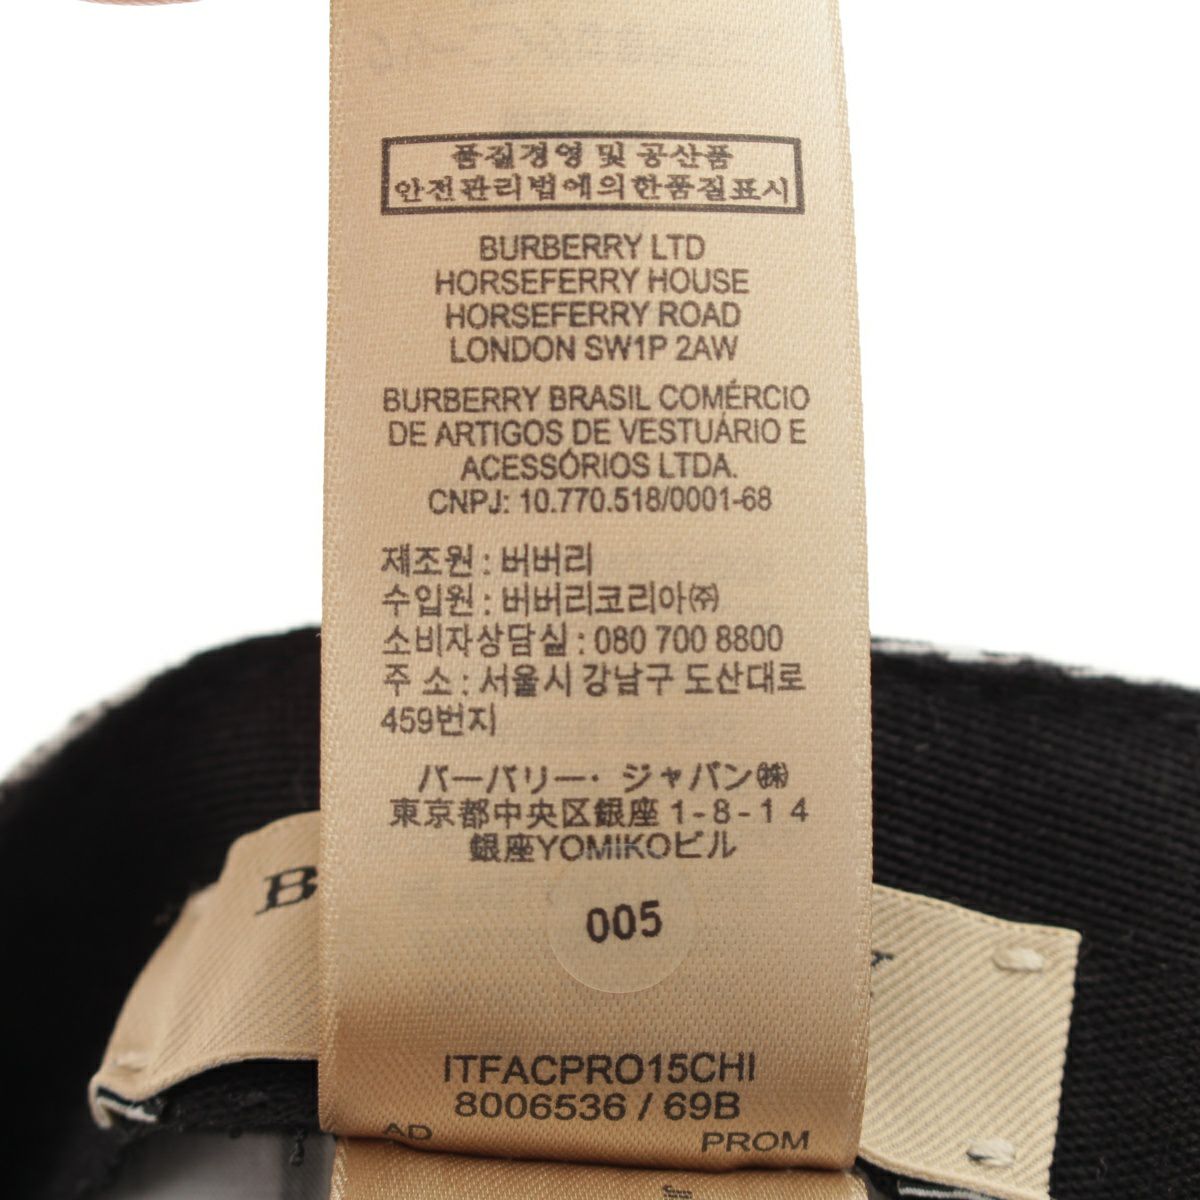 품질경영 및 공산품
안전관리법에의한품질표시
BURBERRY LTD
HORSEFERRY HOUSE
HORSEFERRY ROAD
LONDON SW1P 2AW
BURBERRY BRASIL COMÉRCIO
DE ARTIGOS DE VESTUÁRIO E
ACESSÓRIOS LTDA.
CNPJ: 10.770.518/0001-68
제조원 : 버버리
수입원 : 버버리코리아㈜
소비자상담실 : 080 700 8800
주 소 : 서울시 강남구 도산대로
459번지
バーバリー・ジャパン㈱
東京都中央区銀座1-8-14
銀座YOMIKOビル
005
ITFACPRO15CHI
8006536 / 69B
AD PROM